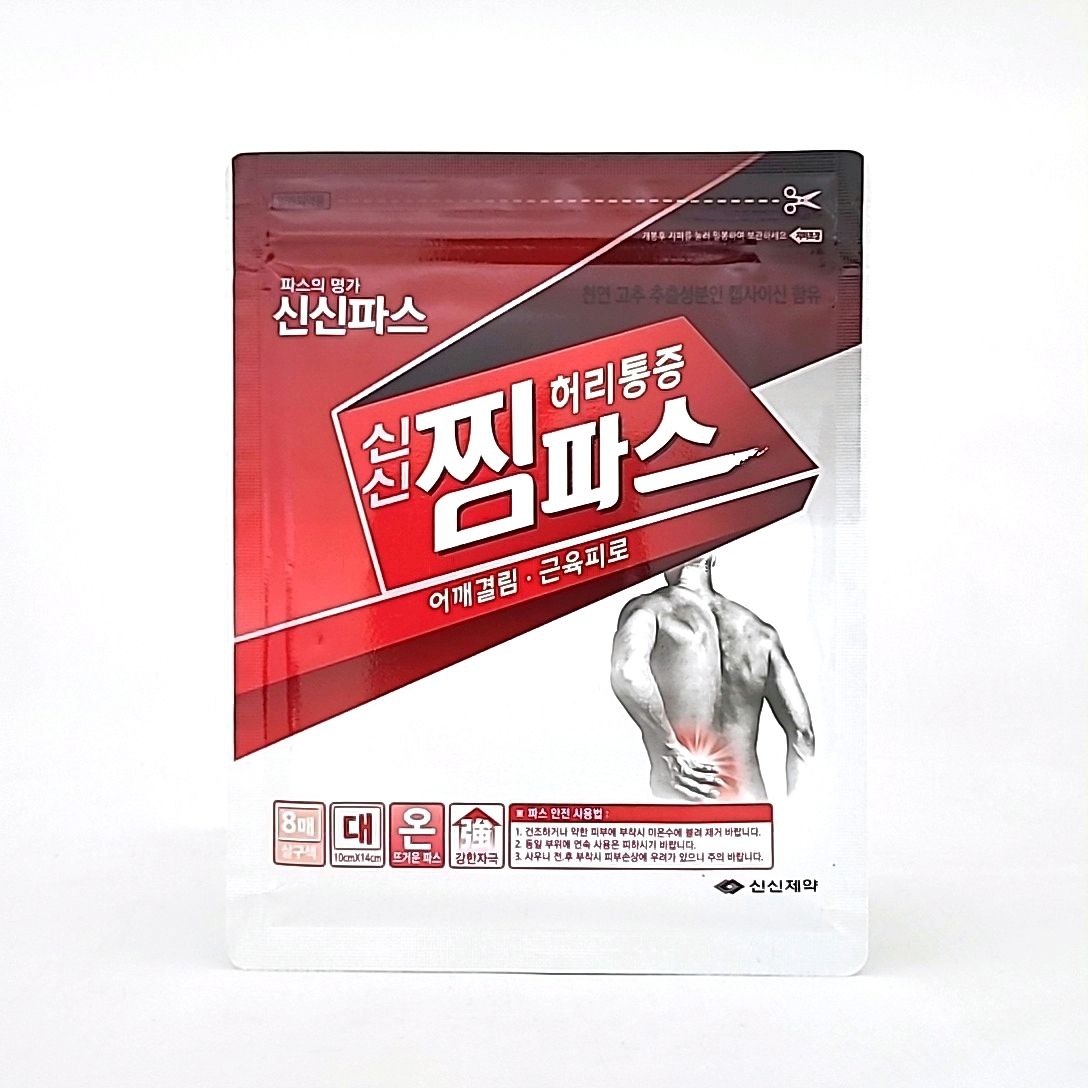 개봉후 지퍼를 눌러 밀봉하여 보관하세요
파스의 명가
신신파스
천연 고추 추출성분인 캡사이신 함유
허리통증
신신
찜파스
어깨결림 · 근육피로
8매
살구색
대
10cmX14cm
온
뜨거운 파스
強
강한자극
■ 파스 안전 사용법 :
1. 건조하거나 약한 피부에 부착시 미온수에 불려 제거 바랍니다.
2. 동일 부위에 연속 사용은 피하시기 바랍니다.
3. 사우나 전.후 부착시 피부손상에 우려가 있으니 주의 바랍니다.
신신제약